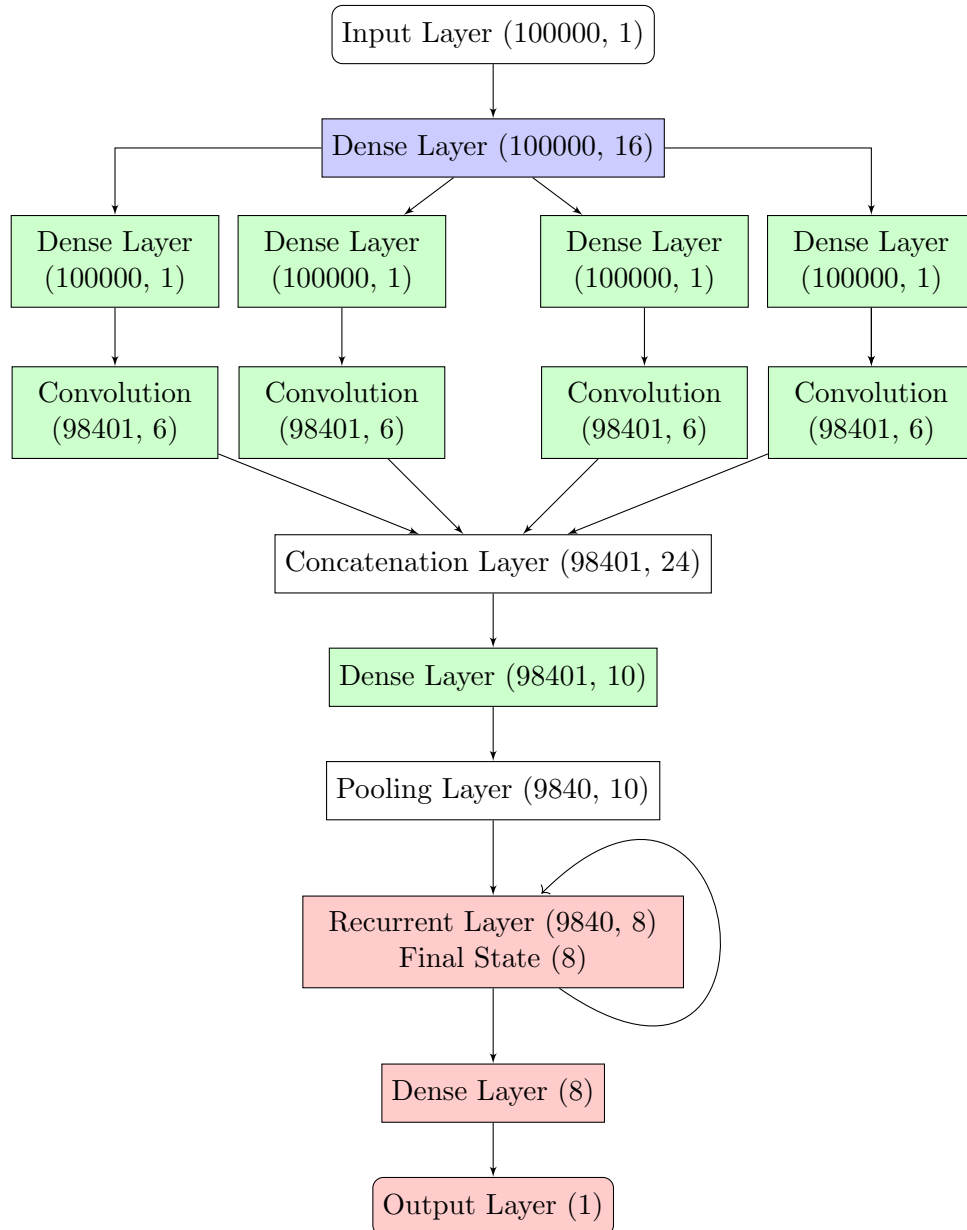 Input Layer (100000, 1)
Dense Layer (100000, 16)
Dense Layer
(100000, 1)
Dense Layer
(100000, 1)
Dense Layer
(100000, 1)
Dense Layer
(100000, 1)
Convolution
(98401, 6)
Convolution
(98401, 6)
Convolution
(98401, 6)
Convolution
(98401, 6)
Concatenation Layer (98401, 24)
Dense Layer (98401, 10)
Pooling Layer (9840, 10)
Recurrent Layer (9840, 8)
Final State (8)
Dense Layer (8)
Output Layer (1)